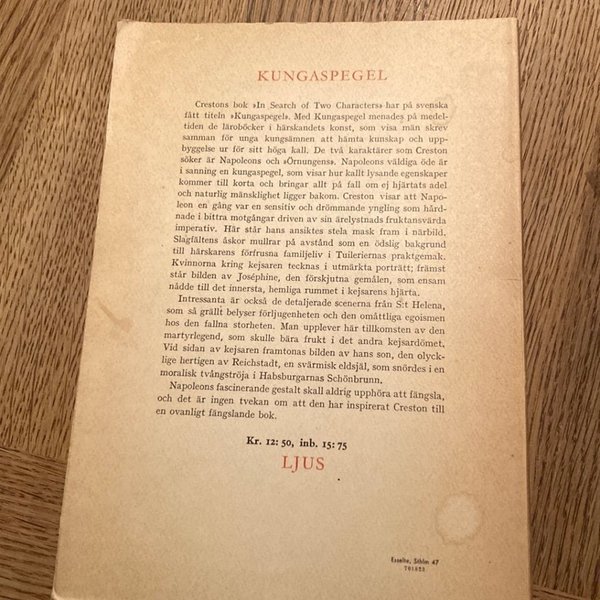 KUNGASPEGEL
Crestons bok »In Search of Two Characters» har på svenska
fått titeln »Kungaspegel». Med Kungaspegel menades på medel-
tiden de läroböcker i härskandets konst, som visa män skrev
samman för unga kungsämnen att hämta kunskap och upp-
byggelse ur för sitt höga kall. De två karaktärer som Creston
söker är Napoleons och »Örnungens». Napoleons väldiga öde är
i sanning en kungaspegel, som visar hur kallt lysande egenskaper
kommer till korta och bringar allt på fall om ej hjärtats adel
och naturlig mänsklighet ligger bakom. Creston visar att Napo-
leon en gång var en sensitiv och drömmande yngling som hård-
nade i bittra motgångar driven av sin ärelystnads fruktansvärda
imperativ. Här står hans ansiktes stela mask fram i närbild.
Slagfältens åskor mullrar på avstånd som en ödslig bakgrund
till härskarens förfrusna familjeliv i Tuileriernas praktgemak.
Kvinnorna kring kejsaren tecknas i utmärkta porträtt; främst
står bilden av Joséphine, den förskjutna gemålen, som ensam
nådde till det innersta, hemliga rummet i kejsarens hjärta.
Intressanta är också de detaljerade scenerna från S:t Helena,
som så grällt belyser förljugenheten och den omåttliga egoismen
hos den fallna storheten. Man upplever här tillkomsten av den
martyrlegend, som skulle bära frukt i det andra kejsardömet.
Vid sidan av kejsaren framtonas bilden av hans son, den olyck-
lige hertigen av Reichstadt, en svärmisk eldsjäl, som snördes i en
moralisk tvångströja i Habsburgarnas Schönbrunn.
Napoleons fascinerande gestalt skall aldrig upphöra att fängsla,
och det är ingen tvekan om att den har inspirerat Creston till
en ovanligt fängslande bok.
Kr. 12:50, inb. 15:75
LJUS
Esselte, Sthlm 47
701823